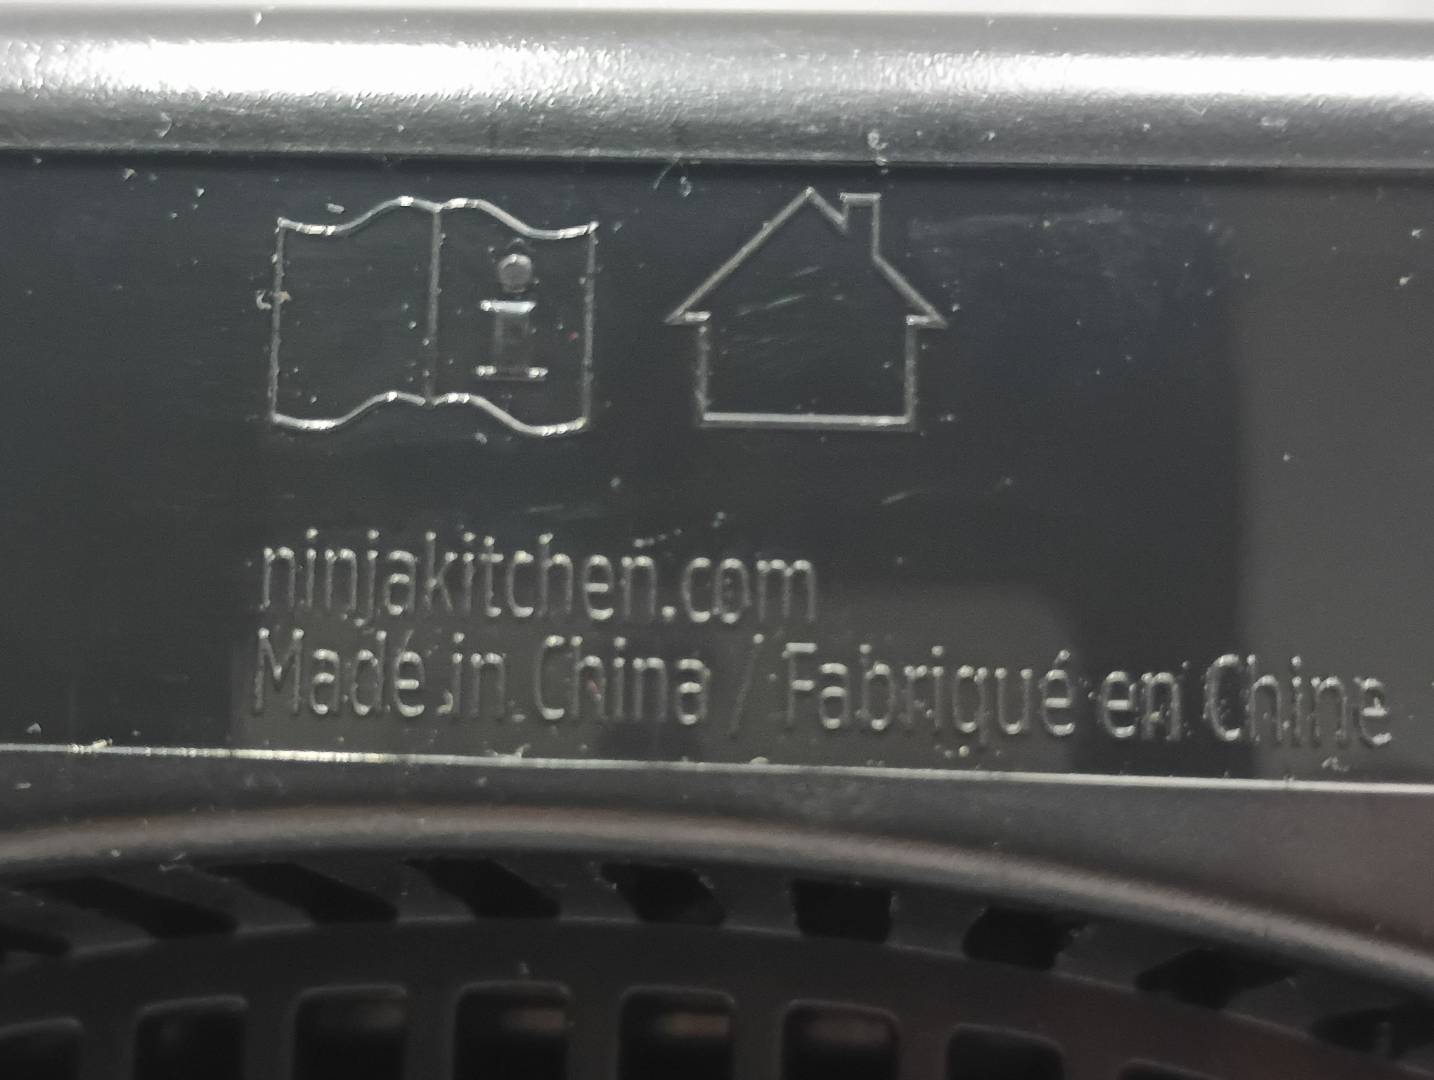 ninjakitchen.com
Made in China / Fabriqué en Chine